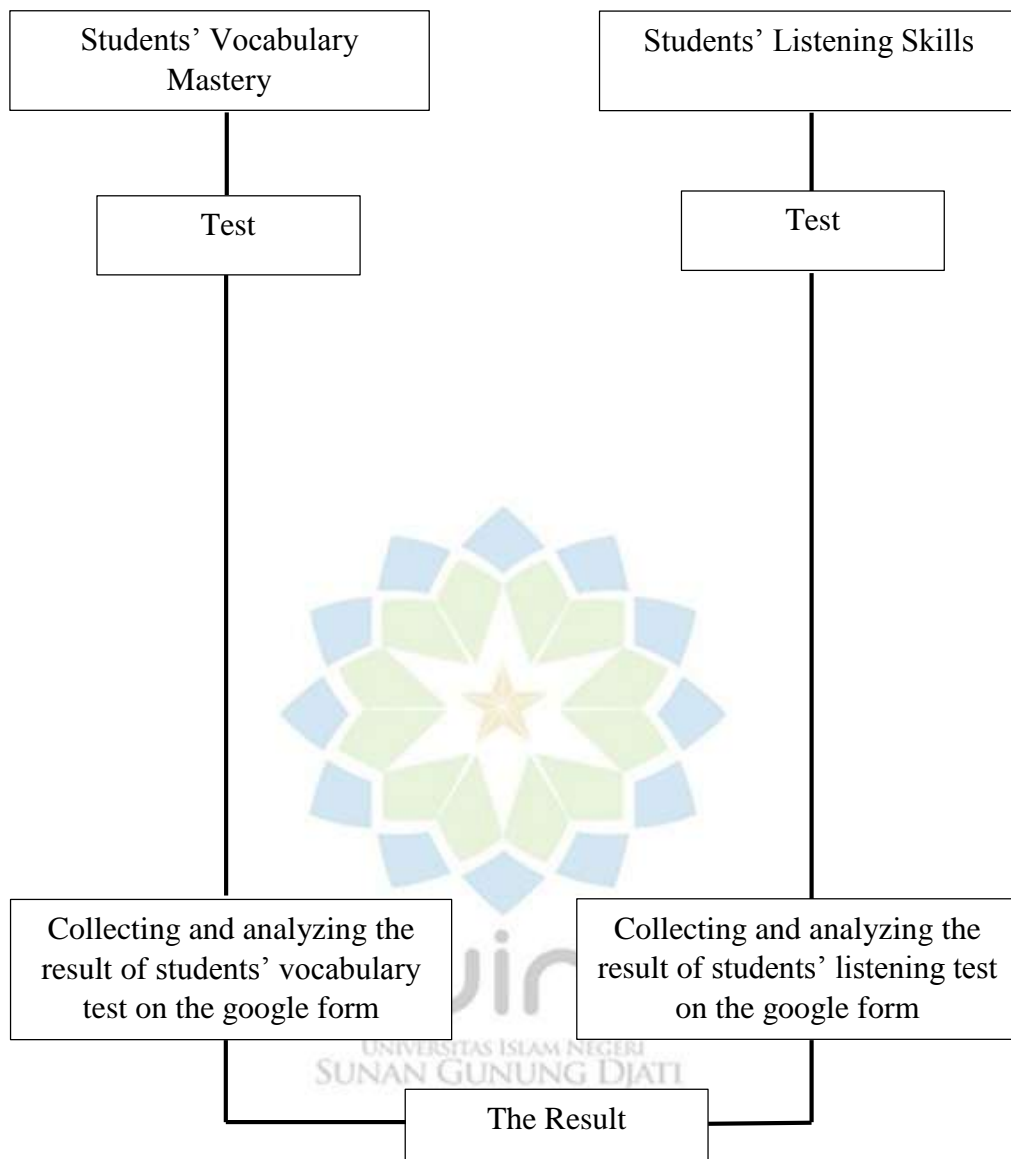 Students’ Vocabulary
Mastery
Students’ Listening Skills
Test
Test
Collecting and analyzing the
result of students’ vocabulary
test on the google form
Collecting and analyzing the
result of students’ listening test
on the google form
UNIVERSITAS ISLAM NEGERI
SUNAN GUNUNG DJATI
The Result